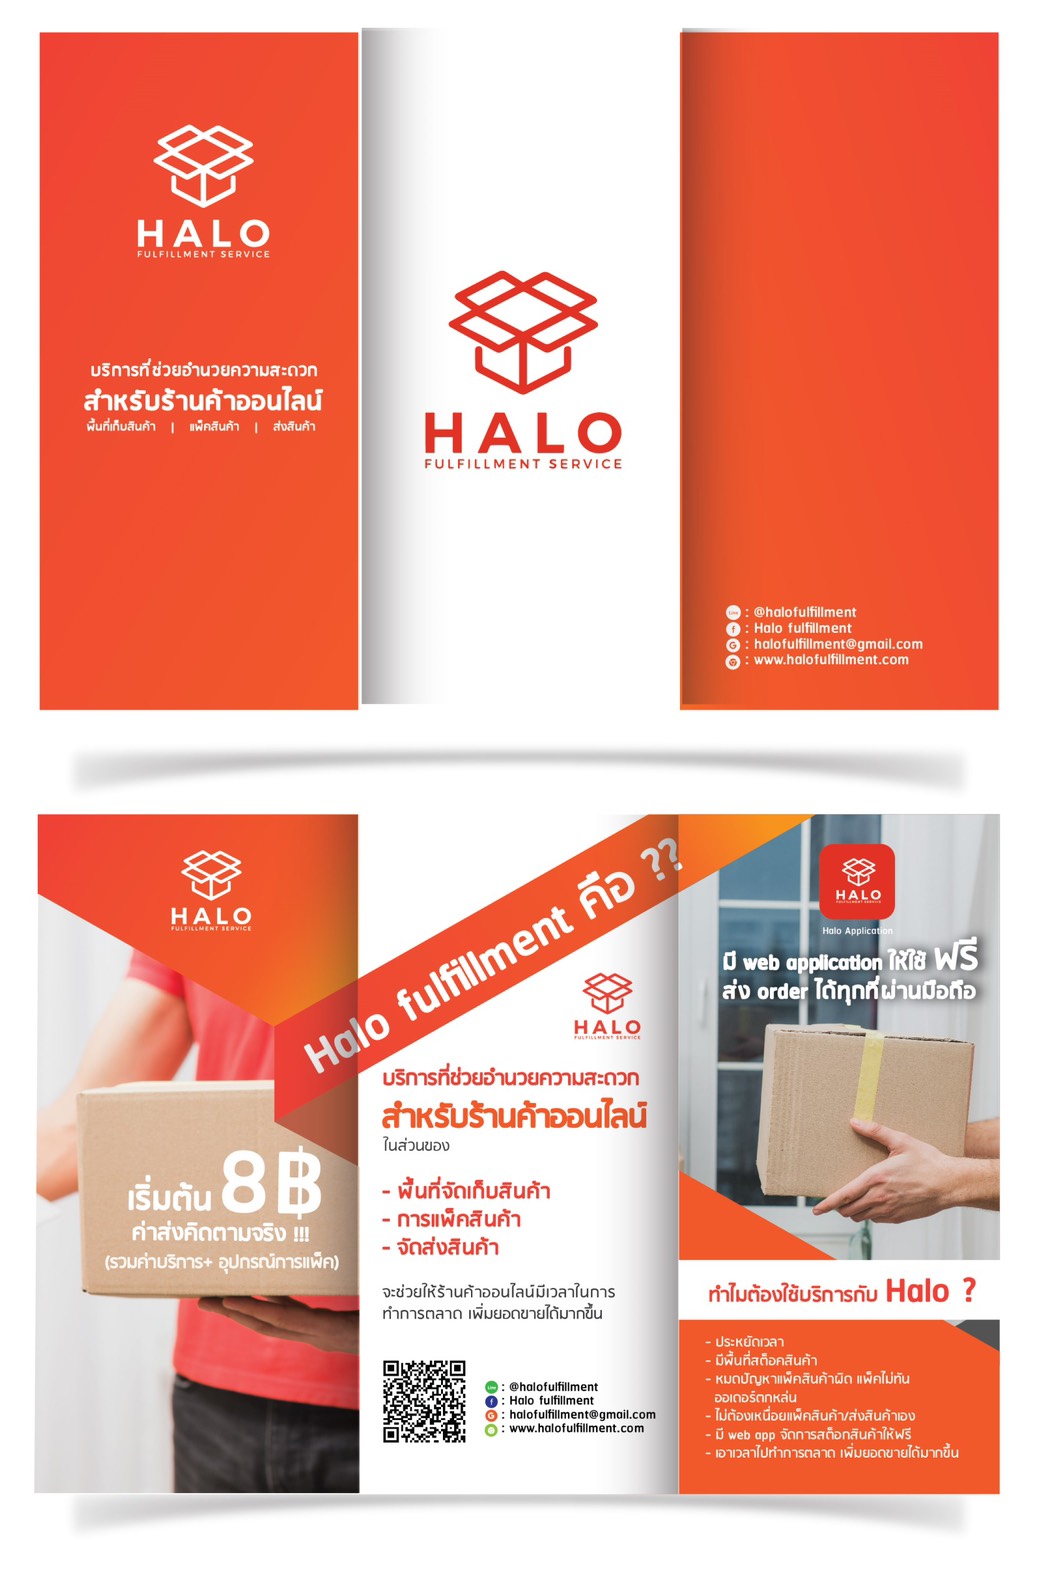 HALO
FULFILLMENT SERVICE
บริการที่ช่วยอำนวยความสะดวก
สำหรับร้านค้าออนไลน์
พื้นที่เก็บสินค้า | แพ็คสินค้า | ส่งสินค้า
HALO
FULFILLMENT SERVICE
Line : @halofulfillment
f : Halo fulfillment
G : halofulfillment@gmail.com
: www.halofulfillment.com
HALO
FULFILLMENT SERVICE
เริ่มต้น 8฿
ค่าส่งคิดตามจริง !!!
(รวมค่าบริการ+ อุปกรณ์การแพ็ค)
Halo fulfillment คือ ??
HALO
FULFILLMENT SERVICE
บริการที่ช่วยอำนวยความสะดวก
สำหรับร้านค้าออนไลน์
ในส่วนของ
- พื้นที่จัดเก็บสินค้า
- การแพ็คสินค้า
- จัดส่งสินค้า
จะช่วยให้ร้านค้าออนไลน์มีเวลาในการ
ทำการตลาด เพิ่มยอดขายได้มากขึ้น
Line : @halofulfillment
f : Halo fulfillment
G : halofulfillment@gmail.com
: www.halofulfillment.com
HALO
FULFILLMENT SERVICE
Halo Application
มี web application ให้ใช้ ฟรี
ส่ง order ได้ทุกที่ผ่านมือถือ
ทำไมต้องใช้บริการกับ Halo ?
- ประหยัดเวลา
- มีพื้นที่สต็อคสินค้า
- หมดปัญหาแพ็คสินค้าผิด แพ็คไม่ทัน
ออเดอร์ตกหล่น
- ไม่ต้องเหนื่อยแพ็คสินค้า/ส่งสินค้าเอง
- มี web app จัดการสต็อกสินค้าให้ฟรี
- เอาเวลาไปทำการตลาด เพิ่มยอดขายได้มากขึ้น